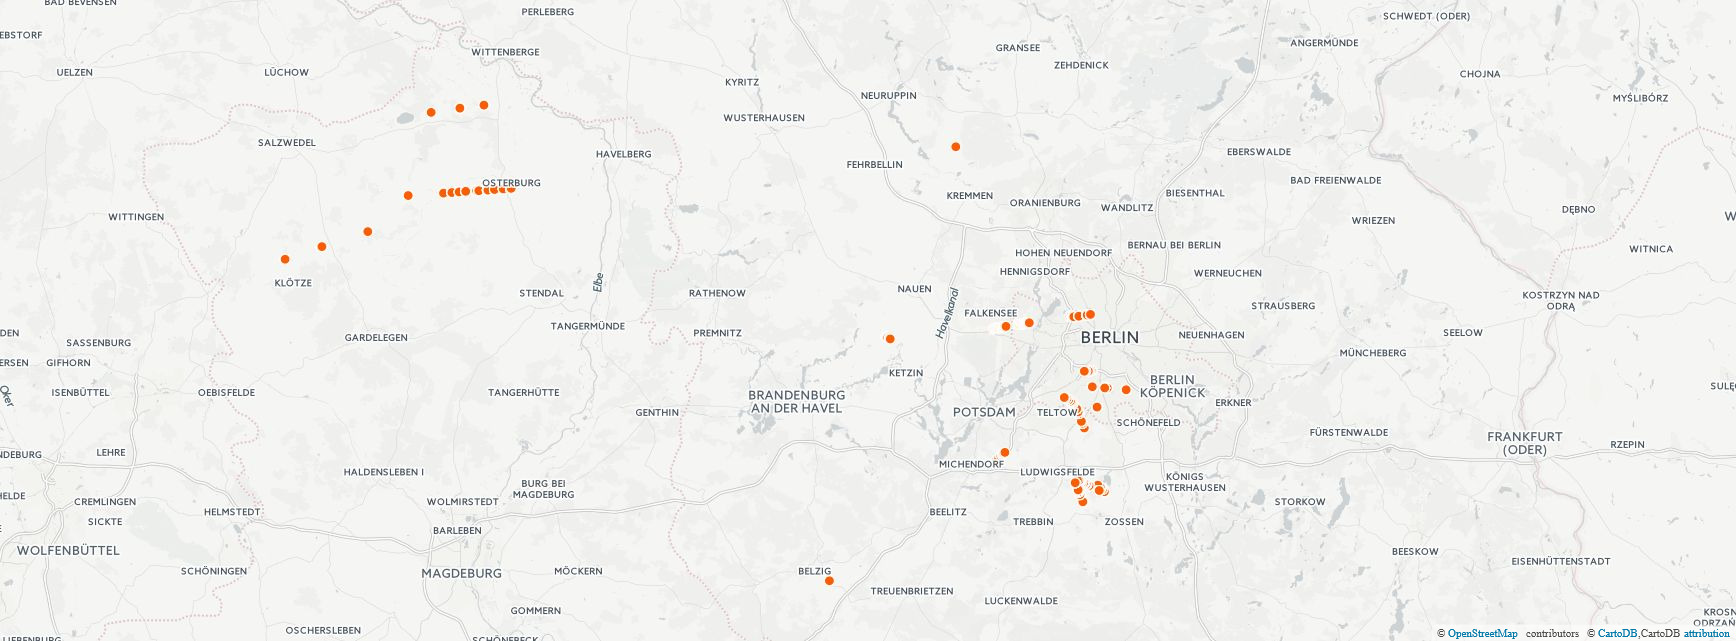 BAD BEVENSEN
PERLEBERG
SCHWEDT (ODER)
EBSTORF
WITTENBERGE
GRANSEE
ANGERMÜNDE
UELZEN
LÜCHOW
ZEHDENICK
CHOJNA
KYRITZ
NEURUPPIN
MYŚLIBÓRZ
WUSTERHAUSEN
SALZWEDEL
HAVELBERG
FEHRBELLIN
EBERSWALDE
OSTERBURG
BAD FREIENWALDE
KREMMEN
BIESENTHAL
ORANIENBURG
WANDLITZ
DĘBNO
WITTINGEN
WRIEZEN
BERNAU BEI BERLIN
WITNICA
HOHEN NEUENDORF
HENNIGSDORF
WERNEUCHEN
KLÖTZE
Elbe
NAUEN
STENDAL
RATHENOW
KOSTRZYN NAD
ODRĄ
Havelkanal
STRAUSBERG
FALKENSEE
TANGERMÜNDE
PREMNITZ
SEELOW
GARDELEGEN
BERLIN
NEUENHAGEN
SASSENBURG
MÜNCHEBERG
GIFHORN
KETZIN
BERLIN
KÖPENICK
Oker
ISENBÜTTEL
OEBISFELDE
TANGERHÜTTE
BRANDENBURG
AN DER HAVEL
ERKNER
GENTHIN
POTSDAM
TELTOW
SCHÖNEFELD
FÜRSTENWALDE
FRANKFURT
(ODER)
RZEPIN
LEHRE
MICHENDORF
HALDENSLEBEN I
LUDWIGSFELDE
KÖNIGS
WUSTERHAUSEN
BURG BEI
MAGDEBURG
CREMLINGEN
WOLMIRSTEDT
STORKOW
HELMSTEDT
BEELITZ
SICKTE
TREBBIN
ZOSSEN
BARLEBEN
WOLFENBÜTTEL
BEESKOW
EISENHÜTTENSTADT
SCHÖNINGEN
MAGDEBURG
MÖCKERN
BELZIG
TREUENBRIETZEN
LUCKENWALDE
GOMMERN
OSCHERSLEBEN
SCHÖNEBECK
© OpenStreetMap contributors © CartoDB,CartoDB attribution